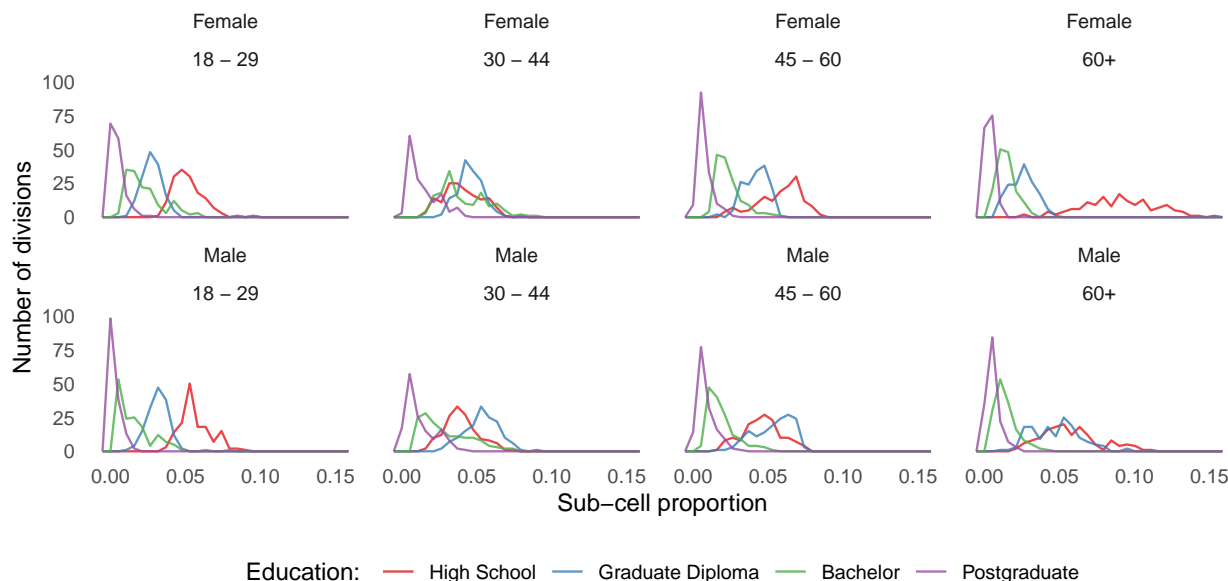 Female Female Female Female
18 − 29 30 − 44 45 − 60 60+
100
75
50
25
0
Male Male Male Male
18 − 29 30 − 44 45 − 60 60+
100
75
50
25
0
0.00 0.05 0.10 0.15 0.00 0.05 0.10 0.15 0.00 0.05 0.10 0.15 0.00 0.05 0.10 0.15
Number of divisions
Sub−cell proportion
Education: High School Graduate Diploma Bachelor Postgraduate